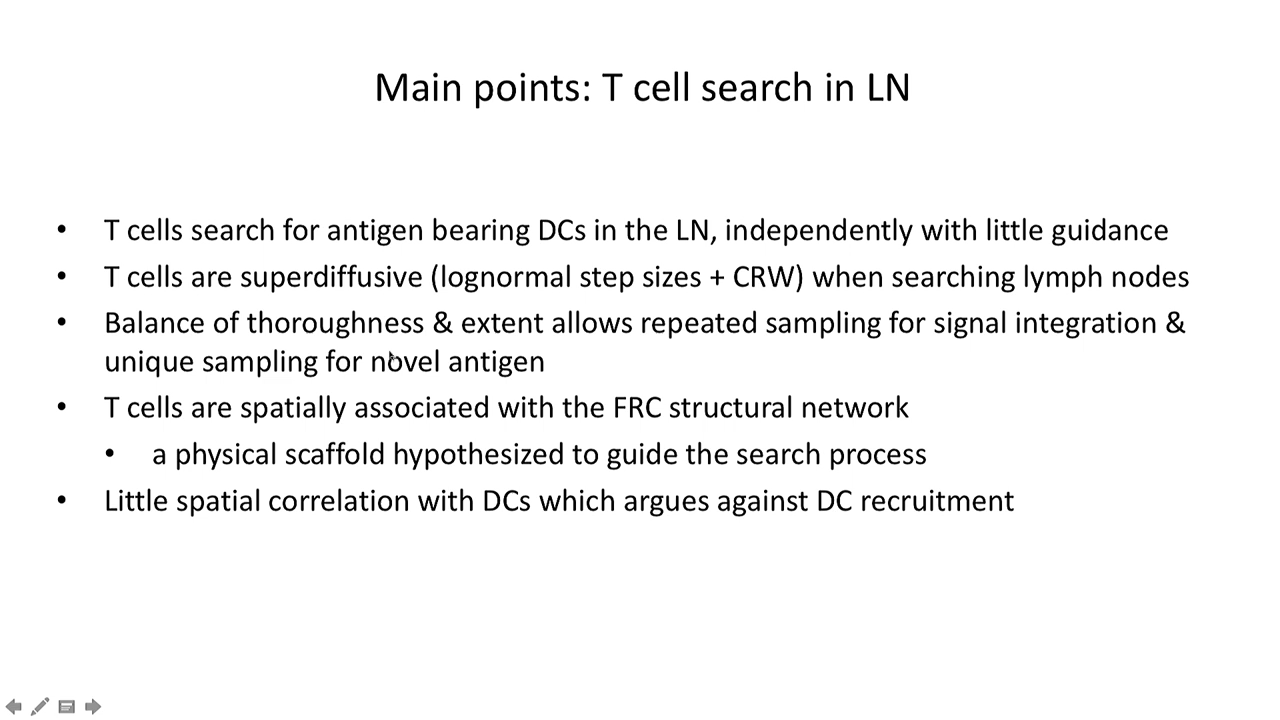 Main points: T cell search in LN
• T cells search for antigen bearing DCs in the LN, independently with little guidance
• T cells are superdiffusive (lognormal step sizes + CRW) when searching lymph nodes
• Balance of thoroughness & extent allows repeated sampling for signal integration &
unique sampling for novel antigen
• T cells are spatially associated with the FRC structural network
• a physical scaffold hypothesized to guide the search process
• Little spatial correlation with DCs which argues against DC recruitment